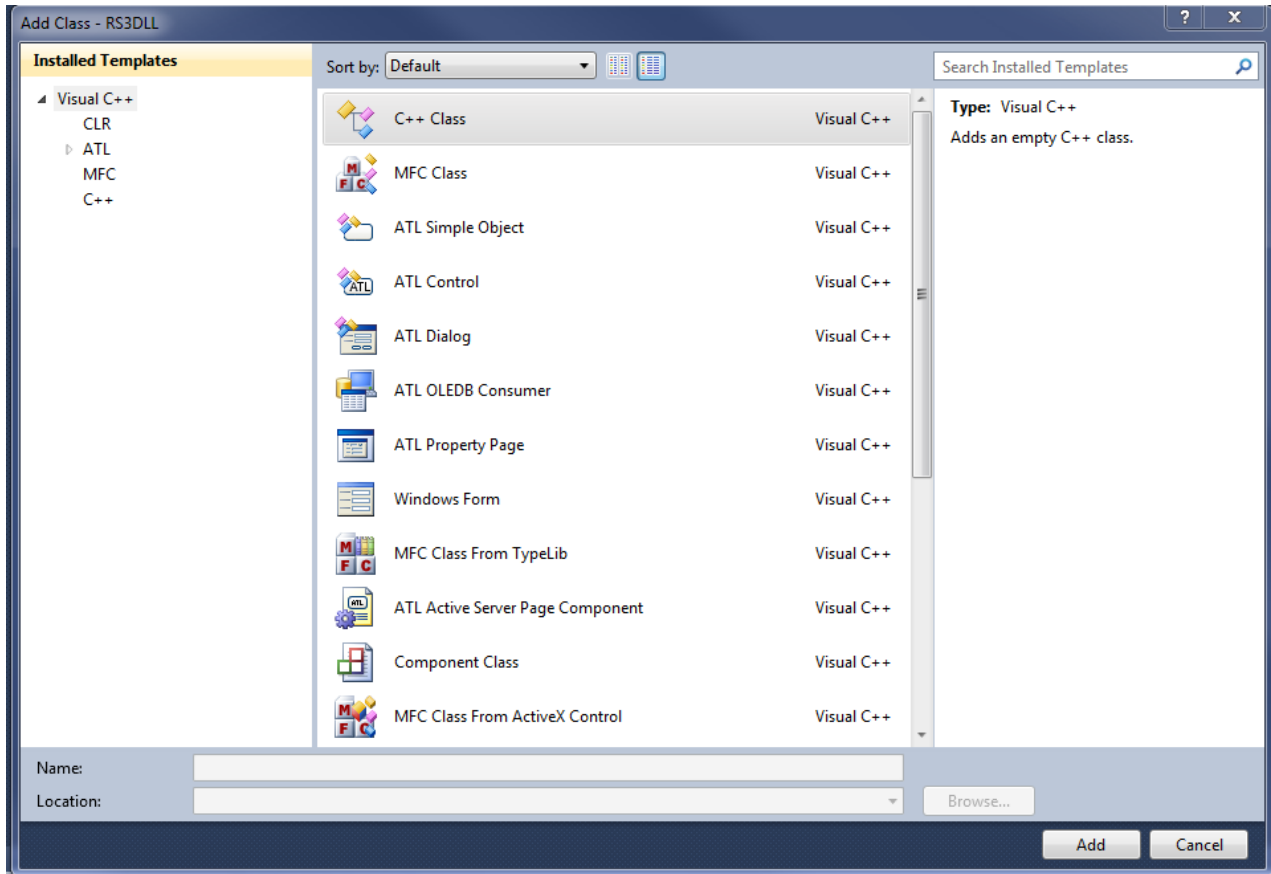 Add Class - RS3DLL
Installed Templates
Sort by: Default
Search Installed Templates
Visual C++
CLR
ATL
MFC
C++
C++ Class Visual C++
MFC Class Visual C++
ATL Simple Object Visual C++
ATL Control Visual C++
ATL Dialog Visual C++
ATL OLEDB Consumer Visual C++
ATL Property Page Visual C++
Windows Form Visual C++
MFC Class From TypeLib Visual C++
ATL Active Server Page Component Visual C++
Component Class Visual C++
MFC Class From ActiveX Control Visual C++
Type: Visual C++
Adds an empty C++ class.
Name:
Location:
Browse...
Add Cancel